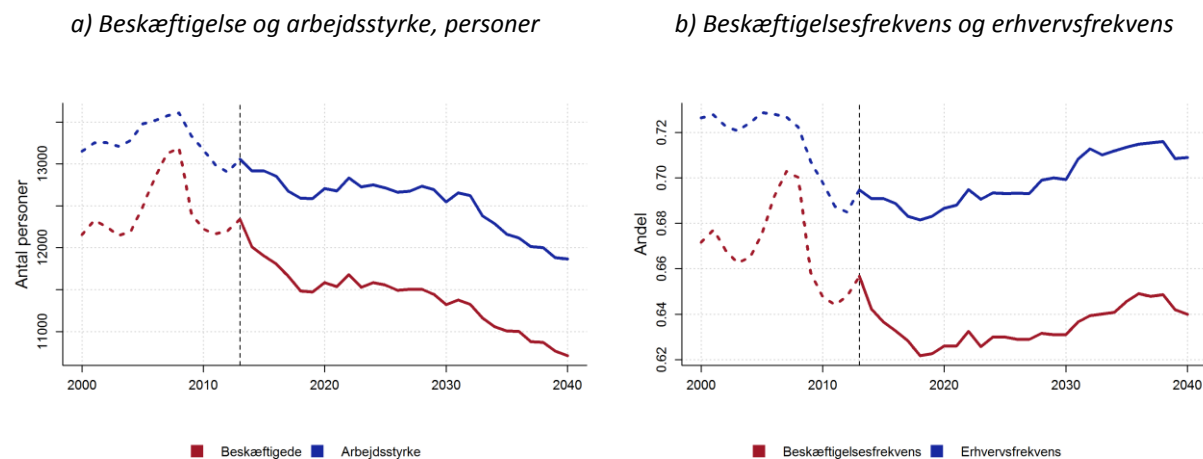 a) Beskæftigelse og arbejdsstyrke, personer
Antal personer
13000
12000
11000
2000 2010 2020 2030 2040
Beskæftigede Arbejdsstyrke
b) Beskæftigelsesfrekvens og erhvervsfrekvens
Andel
0.72
0.70
0.68
0.66
0.64
0.62
2000 2010 2020 2030 2040
Beskæftigelsesfrekvens Erhvervsfrekvens